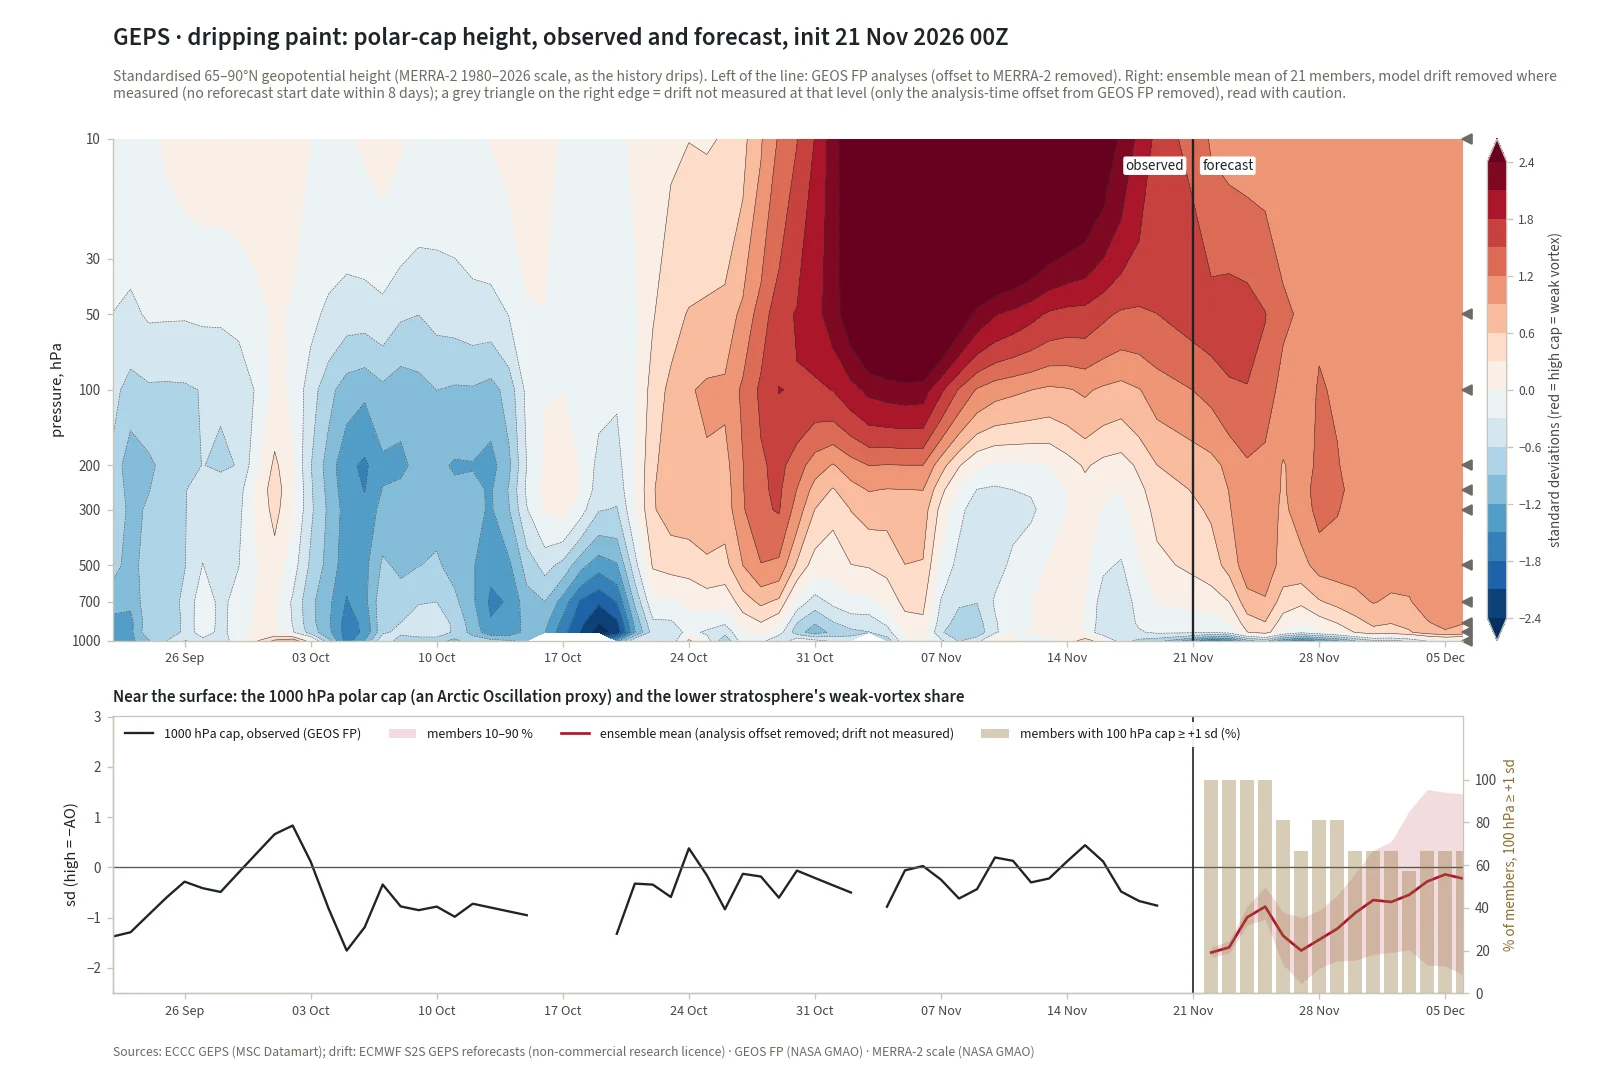 GEPS · dripping paint: polar-cap height, observed and forecast, init 21 Nov 2026 00Z
Standardised 65–90°N geopotential height (MERRA-2 1980–2026 scale, as the history drips). Left of the line: GEOS FP analyses (offset to MERRA-2 removed). Right: ensemble mean of 21 members, model drift removed where
measured (no reforecast start date within 8 days); a grey triangle on the right edge = drift not measured at that level (only the analysis-time offset from GEOS FP removed), read with caution.
pressure, hPa
10
30
50
100
200
300
500
700
1000
observed
forecast
26 Sep
03 Oct
10 Oct
17 Oct
24 Oct
31 Oct
07 Nov
14 Nov
21 Nov
28 Nov
05 Dec
2.4
1.8
1.2
0.6
0.0
−0.6
−1.2
−1.8
−2.4
standard deviations (red = high cap = weak vortex)
Near the surface: the 1000 hPa polar cap (an Arctic Oscillation proxy) and the lower stratosphere's weak-vortex share
sd (high = −AO)
3
2
1
0
−1
−2
1000 hPa cap, observed (GEOS FP)
members 10–90 %
ensemble mean (analysis offset removed; drift not measured)
members with 100 hPa cap ≥ +1 sd (%)
100
80
60
40
20
0
% of members, 100 hPa ≥ +1 sd
26 Sep
03 Oct
10 Oct
17 Oct
24 Oct
31 Oct
07 Nov
14 Nov
21 Nov
28 Nov
05 Dec
Sources: ECCC GEPS (MSC Datamart); drift: ECMWF S2S GEPS reforecasts (non-commercial research licence) · GEOS FP (NASA GMAO) · MERRA-2 scale (NASA GMAO)